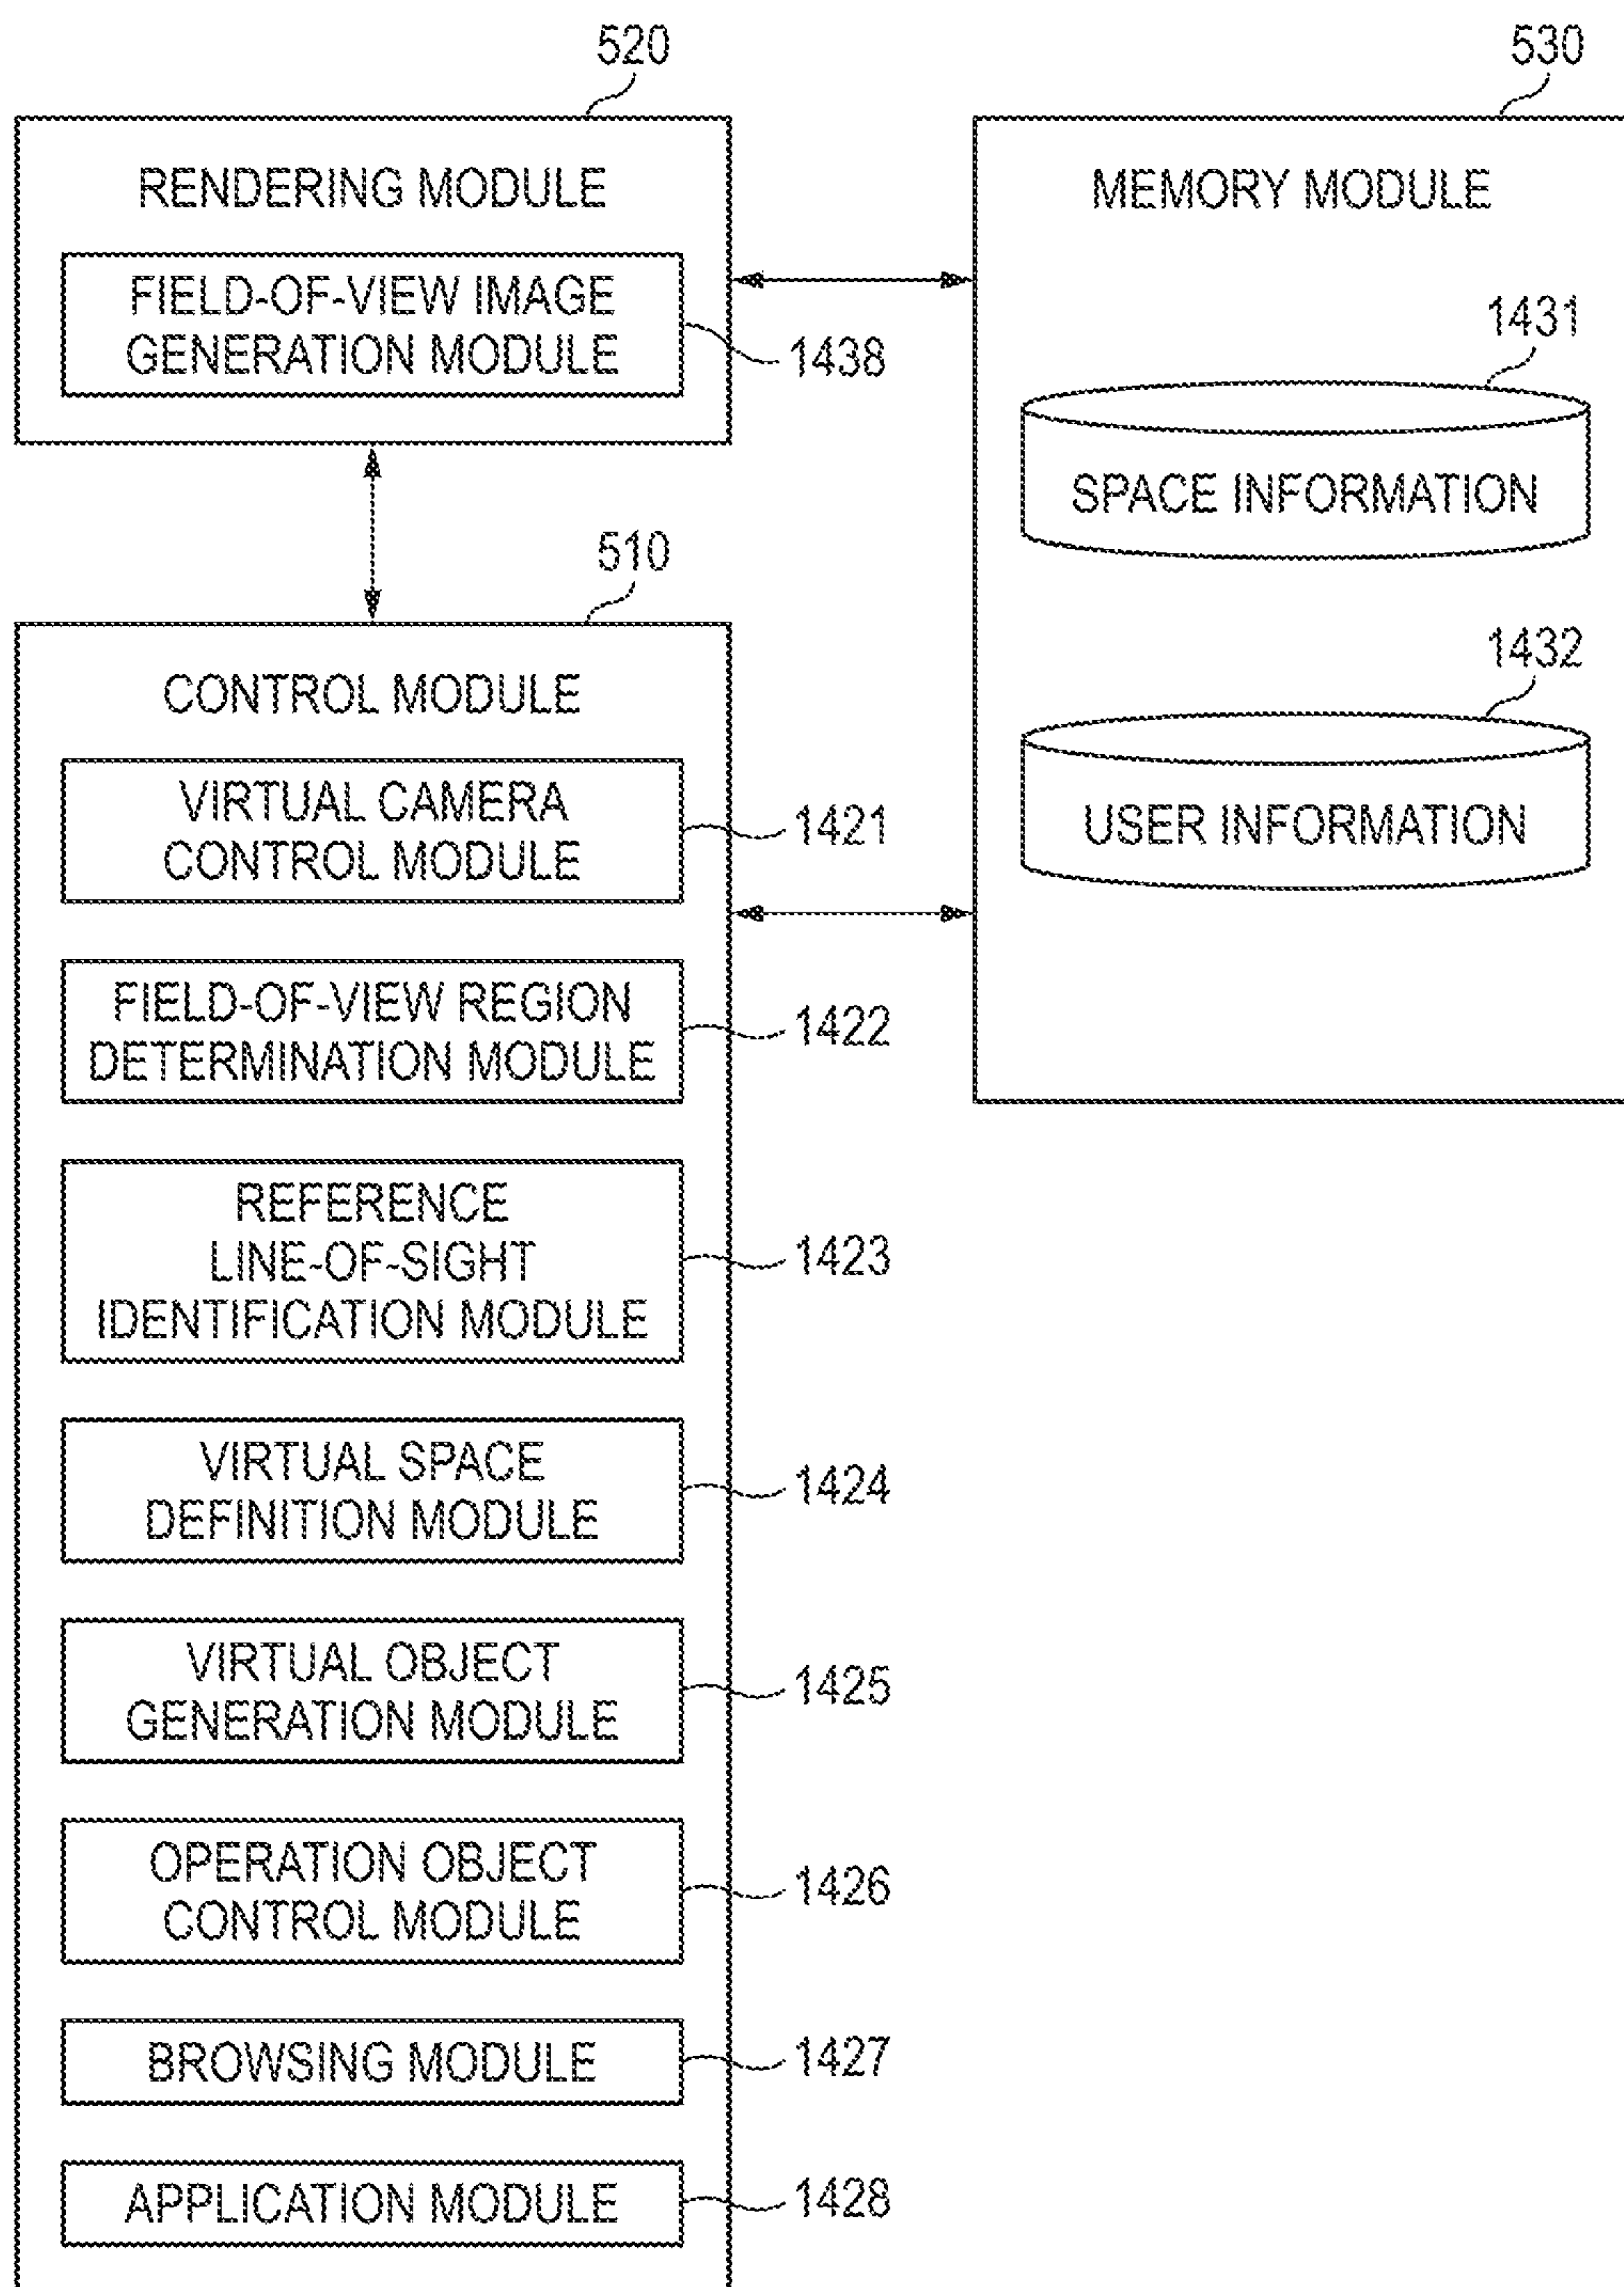 520
RENDERING MODULE
FIELD-OF-VIEW IMAGE
GENERATION MODULE
1438
530
MEMORY MODULE
1431
SPACE INFORMATION
1432
USER INFORMATION
510
CONTROL MODULE
VIRTUAL CAMERA
CONTROL MODULE
1421
FIELD-OF-VIEW REGION
DETERMINATION MODULE
1422
REFERENCE
LINE-OF-SIGHT
IDENTIFICATION MODULE
1423
VIRTUAL SPACE
DEFINITION MODULE
1424
VIRTUAL OBJECT
GENERATION MODULE
1425
OPERATION OBJECT
CONTROL MODULE
1426
BROWSING MODULE
1427
APPLICATION MODULE
1428